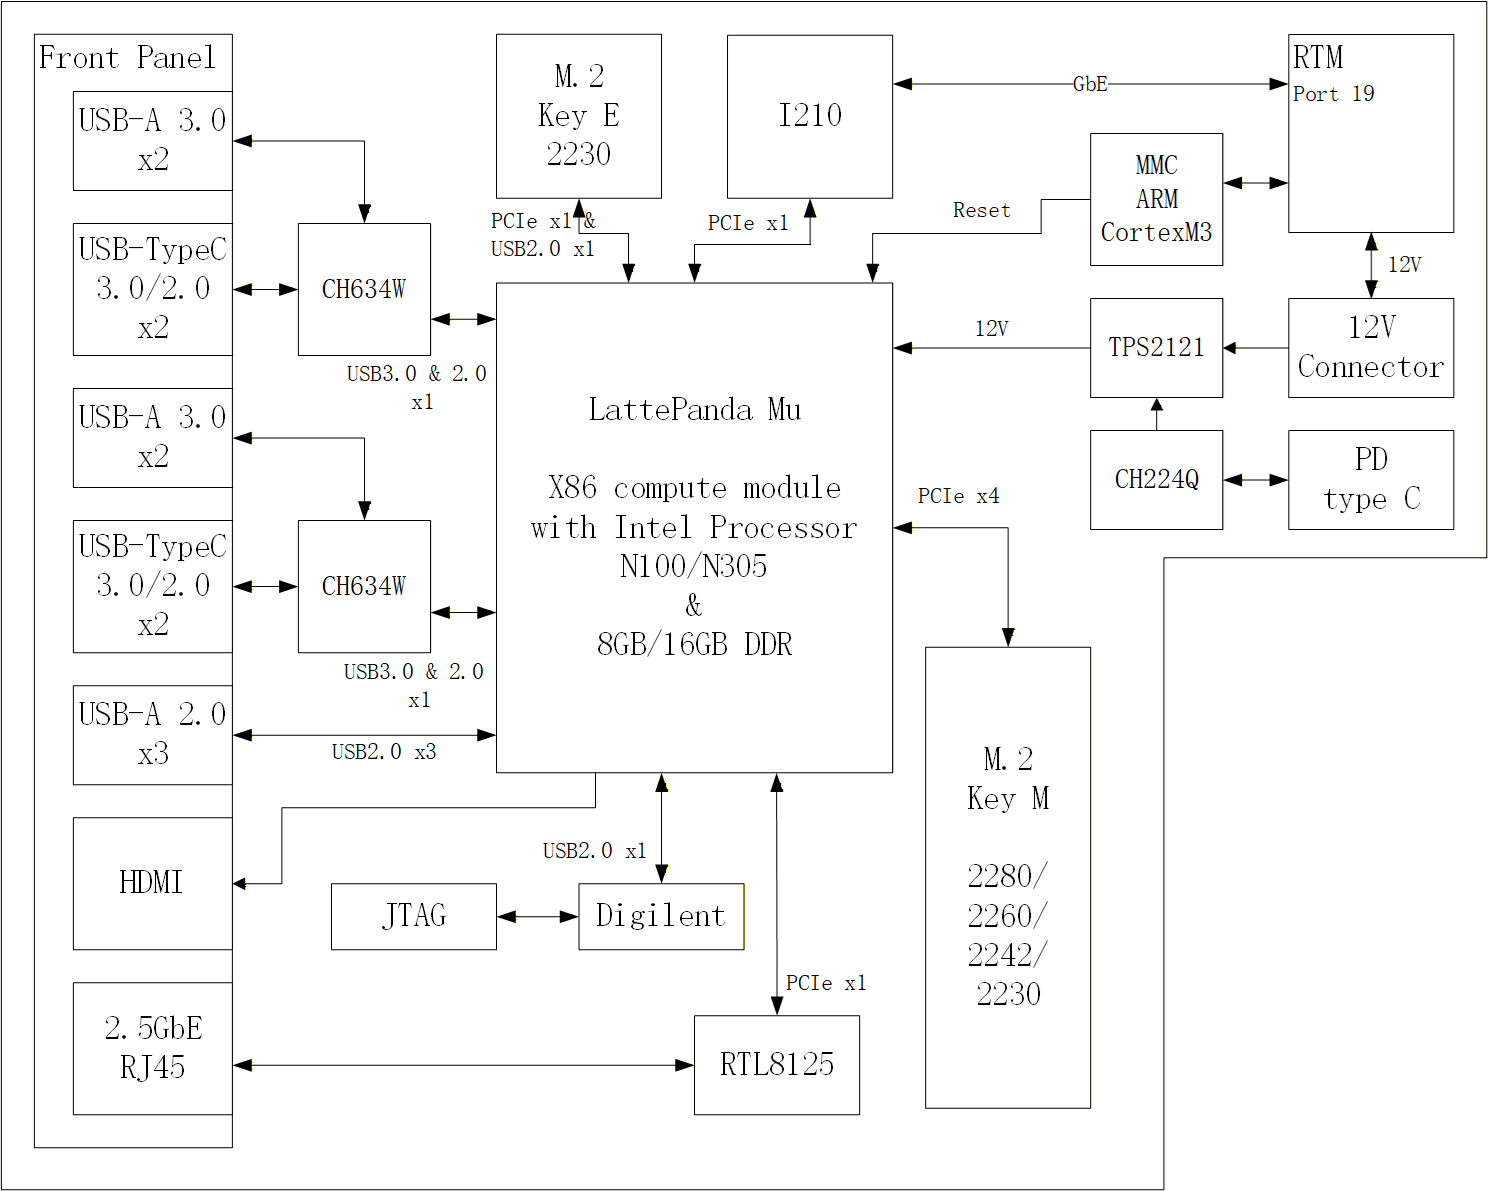 Front Panel
USB-A 3.0
x2
USB-TypeC
3.0/2.0
x2
USB-A 3.0
x2
USB-TypeC
3.0/2.0
x2
USB-A 2.0
x3
HDMI
2.5GbE
RJ45
CH634W
USB3.0 & 2.0
x1
CH634W
USB3.0 & 2.0
x1
USB2.0 x3
M.2
Key E
2230
PCIe x1 &
USB2.0 x1
I210
PCIe x1
GbE
RTM
Port 19
MMC
ARM
CortexM3
Reset
12V
12V
Connector
TPS2121
12V
CH224Q
PD
type C
LattePanda Mu
X86 compute module
with Intel Processor
N100/N305
&
8GB/16GB DDR
PCIe x4
M.2
Key M
2280/
2260/
2242/
2230
USB2.0 x1
JTAG
Digilent
PCIe x1
RTL8125